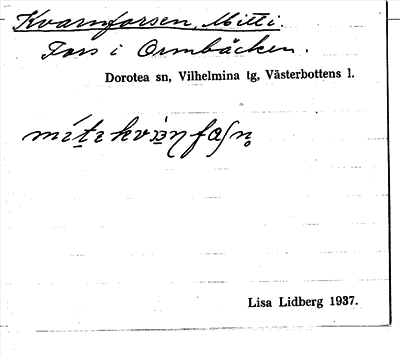 Kvarnforsen, Mitti.
Fors i Ormbäcken.
Dorotea sn, Vilhelmina tg, Västerbottens l.
Lisa Lidberg 1937.